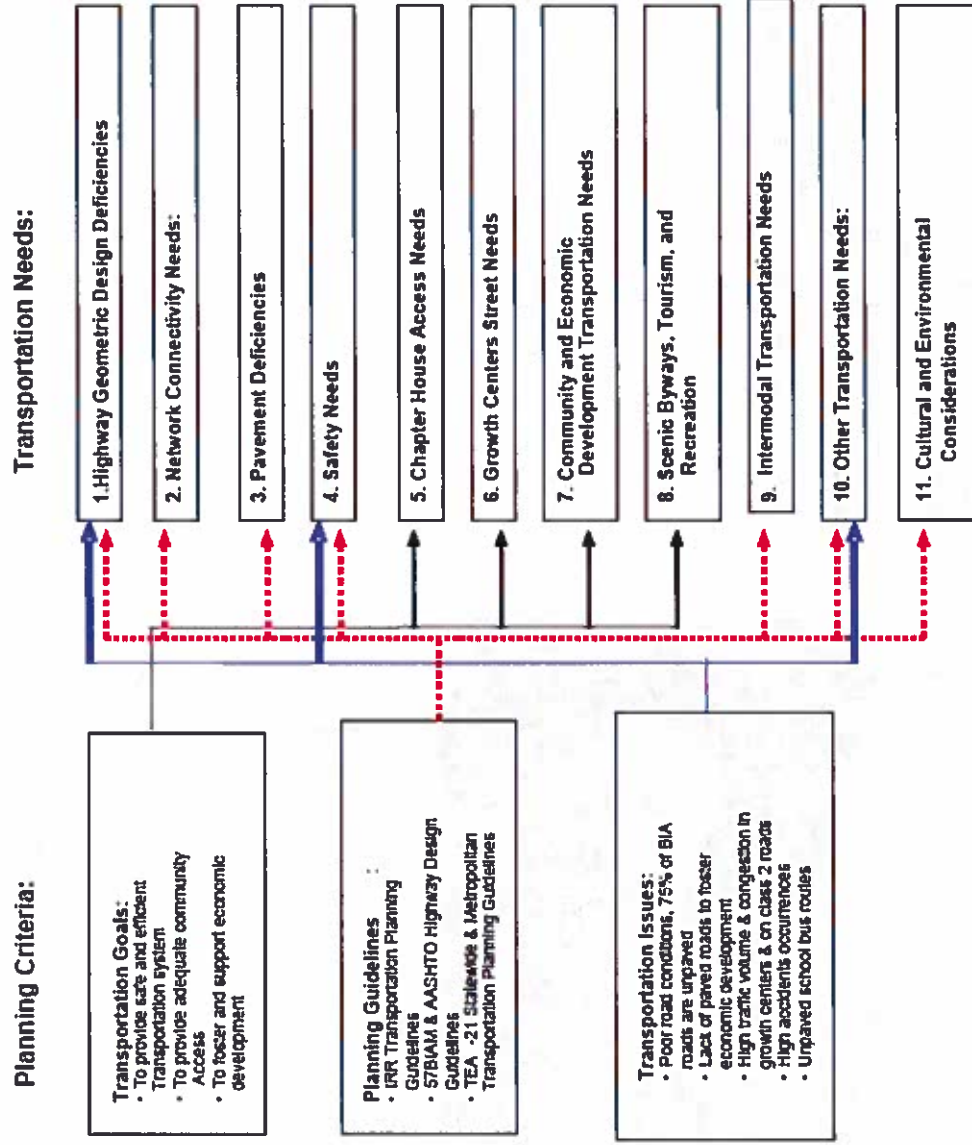 Planning Criteria:
Transportation Goals:
· To provide safe and efficient
Transportation system
· To provide adequate community
Access
· To foster and support economic
development
Planning Guidelines :
· IRR Transportation Planning
Guidelines
· 57BIAM & AASHTO Highway Design
Guidelines
· TEA -21 Statewide & Metropolitan
Transportation Planning Guidelines
Transportation Issues:
· Poor road conditions, 75% of BIA
roads are unpaved
· Lack of paved roads to foster
economic development
· High traffic volume & congestion in
growth centers & on class 2 roads
· High accidents occurrences
· Unpaved school bus routes
Transportation Needs:
1.Highway Geometric Design Deficiencies
2. Network Connectivity Needs:
3. Pavement Deficiencies
4. Safety Needs
5. Chapter House Access Needs
6. Growth Centers Street Needs
7. Community and Economic
Development Transportation Needs
8. Scenic Byways, Tourism, and
Recreation
9. Intermodal Transportation Needs
10. Other Transportation Needs:
11. Cultural and Environmental
Considerations